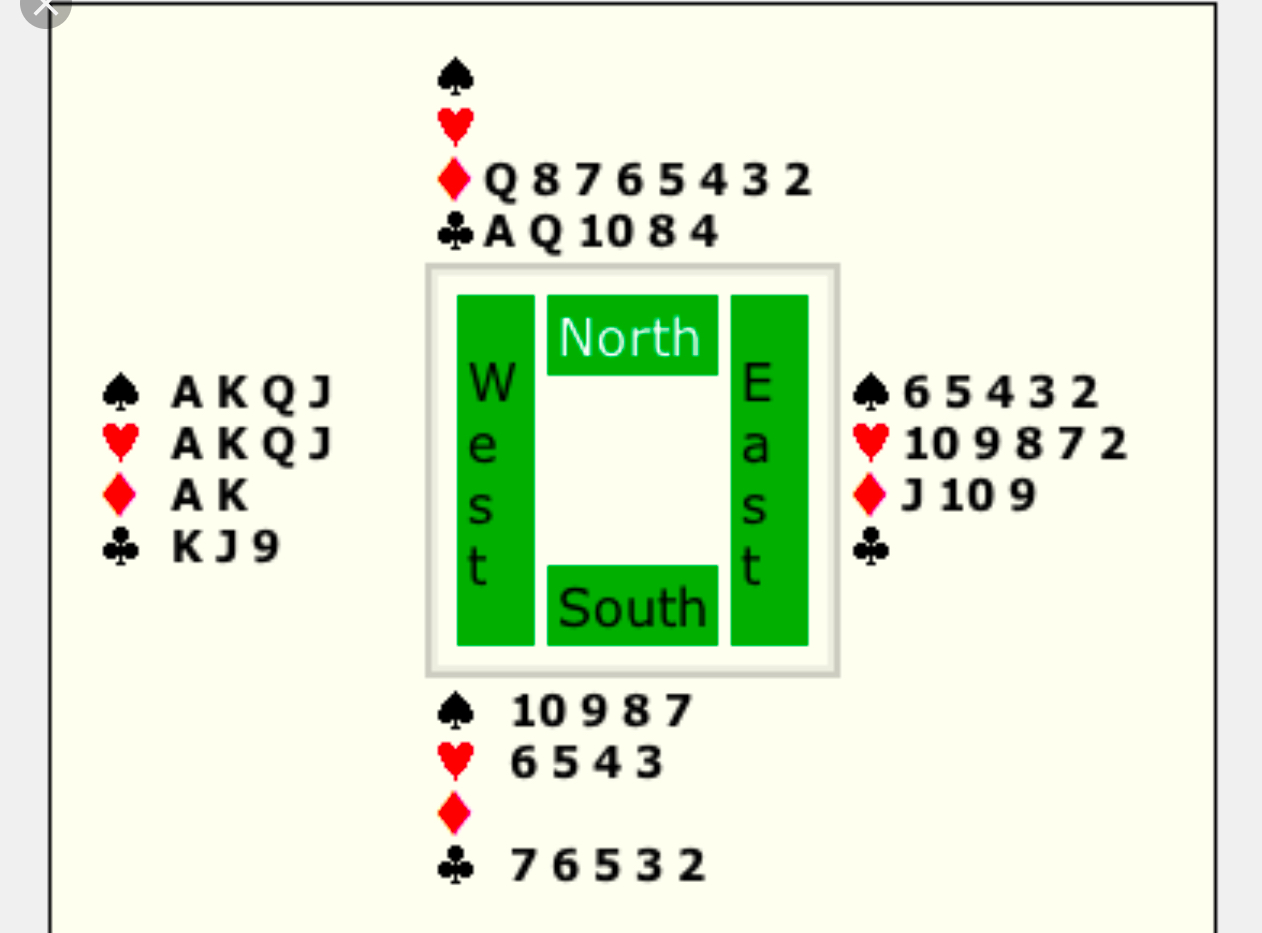 ♠
♥
♦ Q 8 7 6 5 4 3 2
♣ A Q 10 8 4
North
West
East
South
♠ A K Q J
♥ A K Q J
♦ A K
♣ K J 9
♠ 6 5 4 3 2
♥ 10 9 8 7 2
♦ J 10 9
♣
♠ 10 9 8 7
♥ 6 5 4 3
♦
♣ 7 6 5 3 2